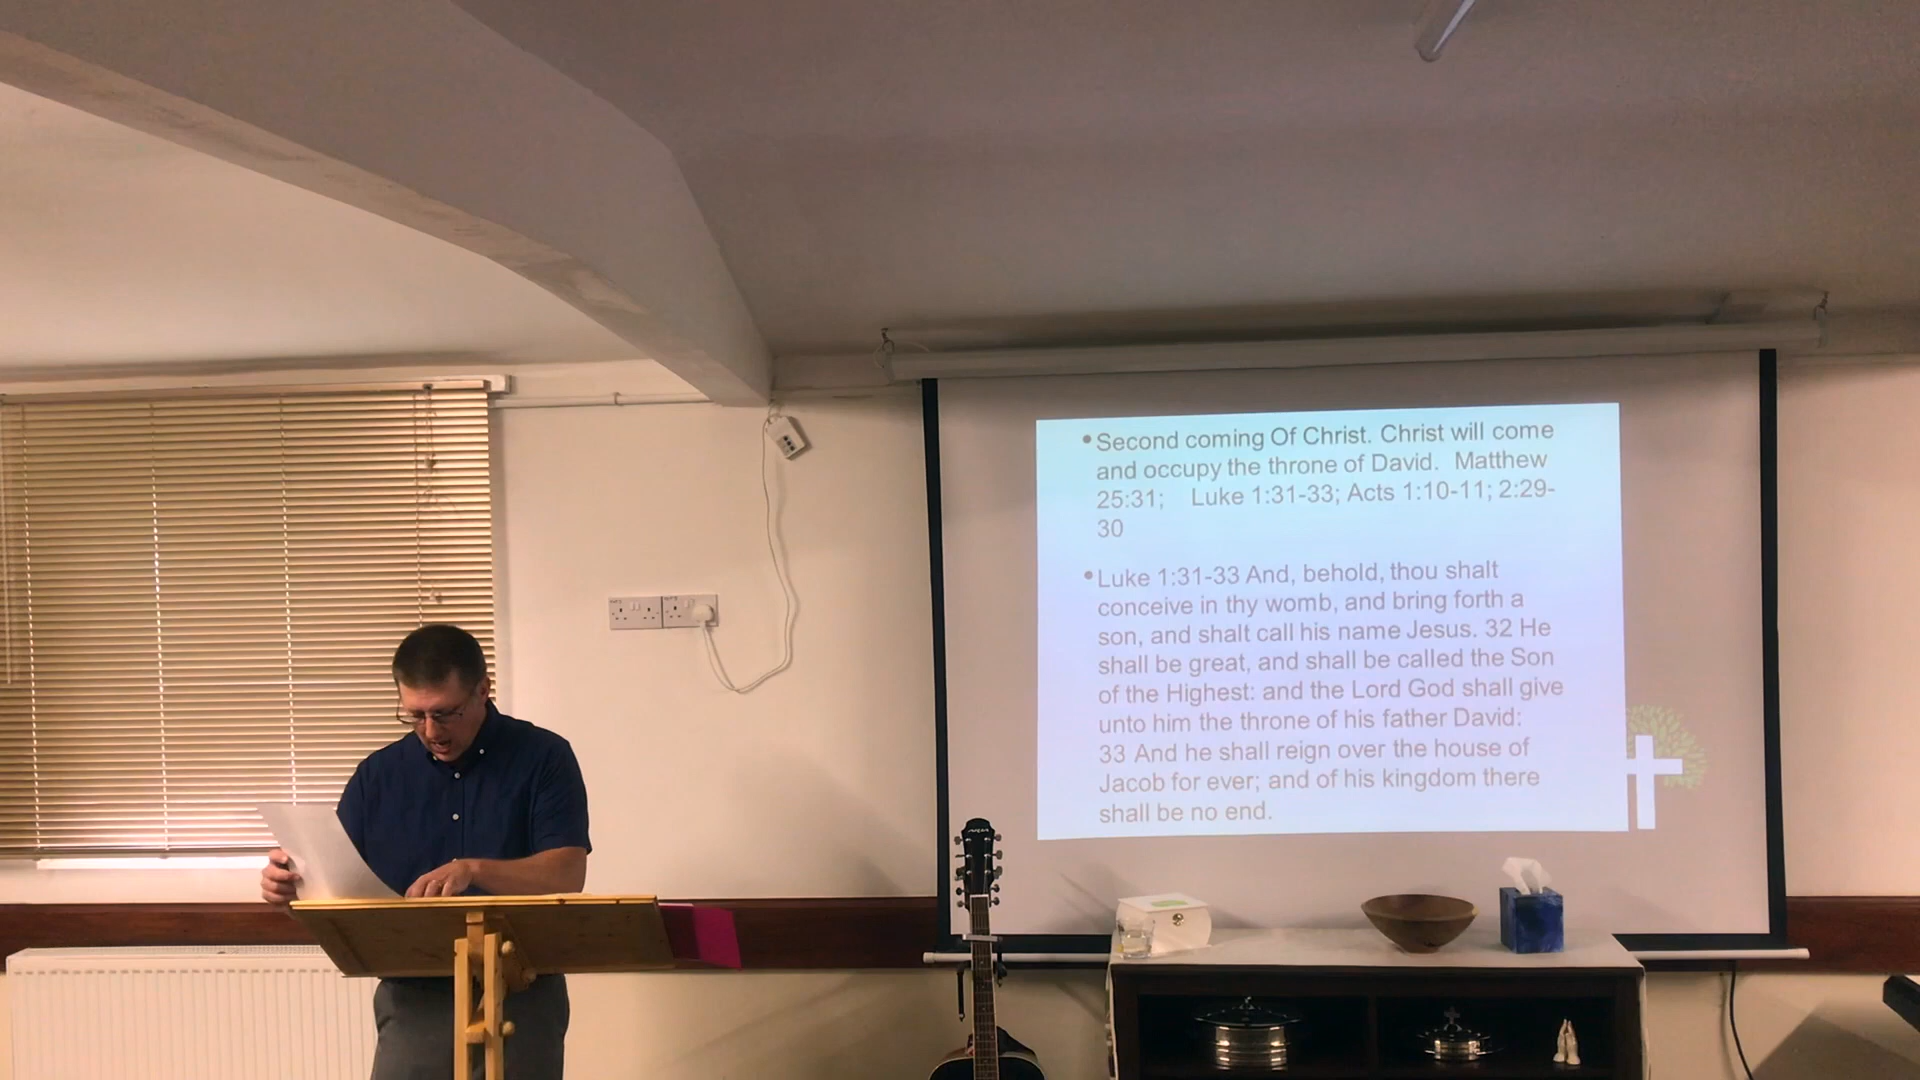 • Second coming Of Christ. Christ will come
and occupy the throne of David. Matthew
25:31; Luke 1:31-33; Acts 1:10-11; 2:29-
30
• Luke 1:31-33 And, behold, thou shalt
conceive in thy womb, and bring forth a
son, and shalt call his name Jesus. 32 He
shall be great, and shall be called the Son
of the Highest: and the Lord God shall give
unto him the throne of his father David:
33 And he shall reign over the house of
Jacob for ever; and of his kingdom there
shall be no end.